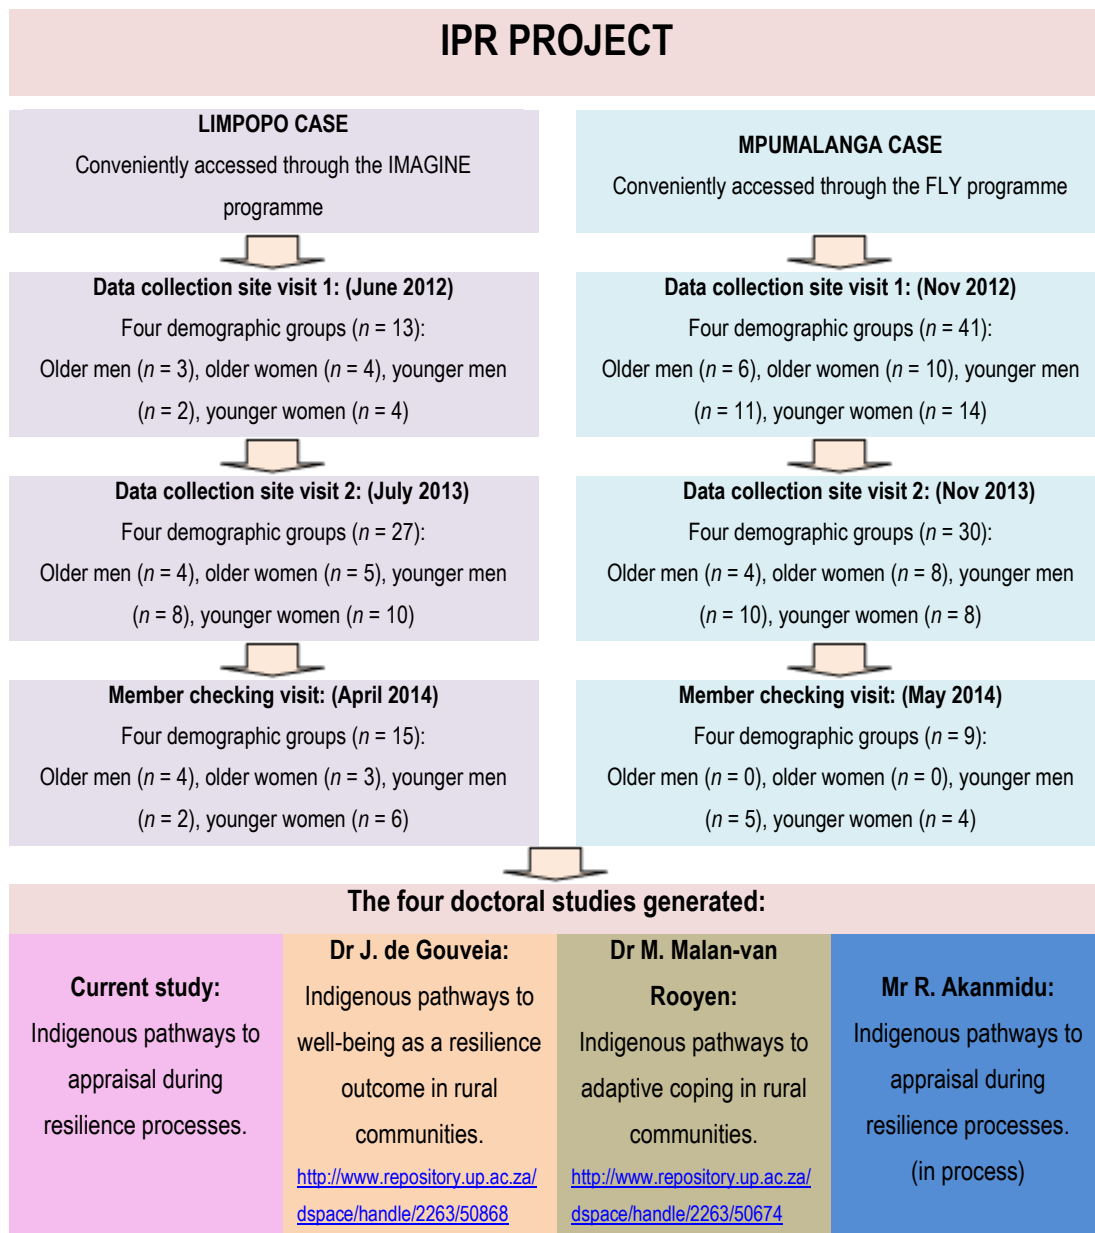 IPR PROJECT
LIMPOPO CASE
Conveniently accessed through the IMAGINE
programme
Data collection site visit 1: (June 2012)
Four demographic groups (n = 13):
Older men (n = 3), older women (n = 4), younger men
(n = 2), younger women (n = 4)
Data collection site visit 2: (July 2013)
Four demographic groups (n = 27):
Older men (n = 4), older women (n = 5), younger men
(n = 8), younger women (n = 10)
Member checking visit: (April 2014)
Four demographic groups (n = 15):
Older men (n = 4), older women (n = 3), younger men
(n = 2), younger women (n = 6)
MPUMALANGA CASE
Conveniently accessed through the FLY programme
Data collection site visit 1: (Nov 2012)
Four demographic groups (n = 41):
Older men (n = 6), older women (n = 10), younger men
(n = 11), younger women (n = 14)
Data collection site visit 2: (Nov 2013)
Four demographic groups (n = 30):
Older men (n = 4), older women (n = 8), younger men
(n = 10), younger women (n = 8)
Member checking visit: (May 2014)
Four demographic groups (n = 9):
Older men (n = 0), older women (n = 0), younger men
(n = 5), younger women (n = 4)
The four doctoral studies generated:
Current study:
Indigenous pathways to
appraisal during
resilience processes.
Dr J. de Gouveia:
Indigenous pathways to
well-being as a resilience
outcome in rural
communities.
http://www.repository.up.ac.za/
dspace/handle/2263/50868
Dr M. Malan-van
Rooyen:
Indigenous pathways to
adaptive coping in rural
communities.
http://www.repository.up.ac.za/
dspace/handle/2263/50674
Mr R. Akanmidu:
Indigenous pathways to
appraisal during
resilience processes.
(in process)